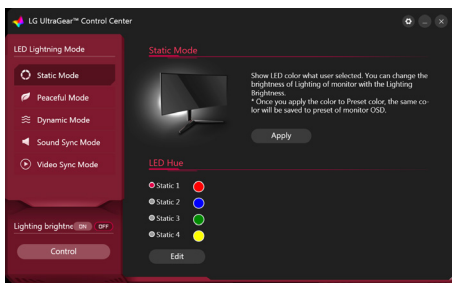 LG UltraGear™ Control Center
LED Lightning Mode
Static Mode
Peaceful Mode
Dynamic Mode
Sound Sync Mode
Video Sync Mode
Lighting brightne ON OFF
Control
Static Mode
Show LED color what user selected. You can change the
brightness of Lighting of monitor with the Lighting
Brightness.
* Once you apply the color to Preset color, the same co-
lor will be saved to preset of monitor OSD.
Apply
LED Hue
Static 1
Static 2
Static 3
Static 4
Edit